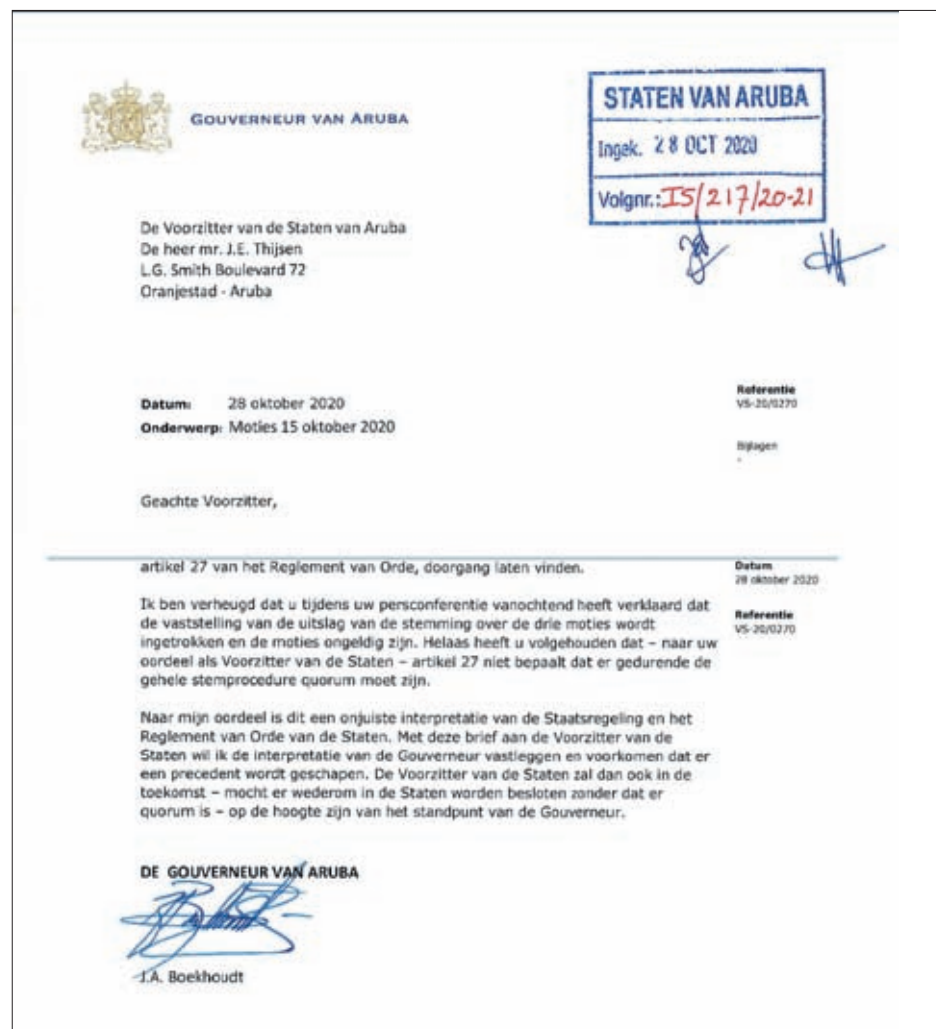 GOUVERNEUR VAN ARUBA
STATEN VAN ARUBA
Ingek. 28 OCT 2020
Volgnr.: IS/217/20-21
De Voorzitter van de Staten van Aruba
De heer mr. J.E. Thijsen
L.G. Smith Boulevard 72
Oranjestad - Aruba
Datum: 28 oktober 2020
Onderwerp: Moties 15 oktober 2020
Referentie
VS-20/0270
Bijlagen
-
Geachte Voorzitter,
artikel 27 van het Reglement van Orde, doorgang laten vinden.
Datum
28 oktober 2020
Referentie
VS-20/0270
Ik ben verheugd dat u tijdens uw persconferentie vanochtend heeft verklaard dat
de vaststelling van de uitslag van de stemming over de drie moties wordt
ingetrokken en de moties ongeldig zijn. Helaas heeft u volgehouden dat – naar uw
oordeel als Voorzitter van de Staten – artikel 27 niet bepaalt dat er gedurende de
gehele stemprocedure quorum moet zijn.
Naar mijn oordeel is dit een onjuiste interpretatie van de Staatsregeling en het
Reglement van Orde van de Staten. Met deze brief aan de Voorzitter van de
Staten wil ik de interpretatie van de Gouverneur vastleggen en voorkomen dat er
een precedent wordt geschapen. De Voorzitter van de Staten zal dan ook in de
toekomst – mocht er wederom in de Staten worden besloten zonder dat er
quorum is – op de hoogte zijn van het standpunt van de Gouverneur.
DE GOUVERNEUR VAN ARUBA
J.A. Boekhoudt